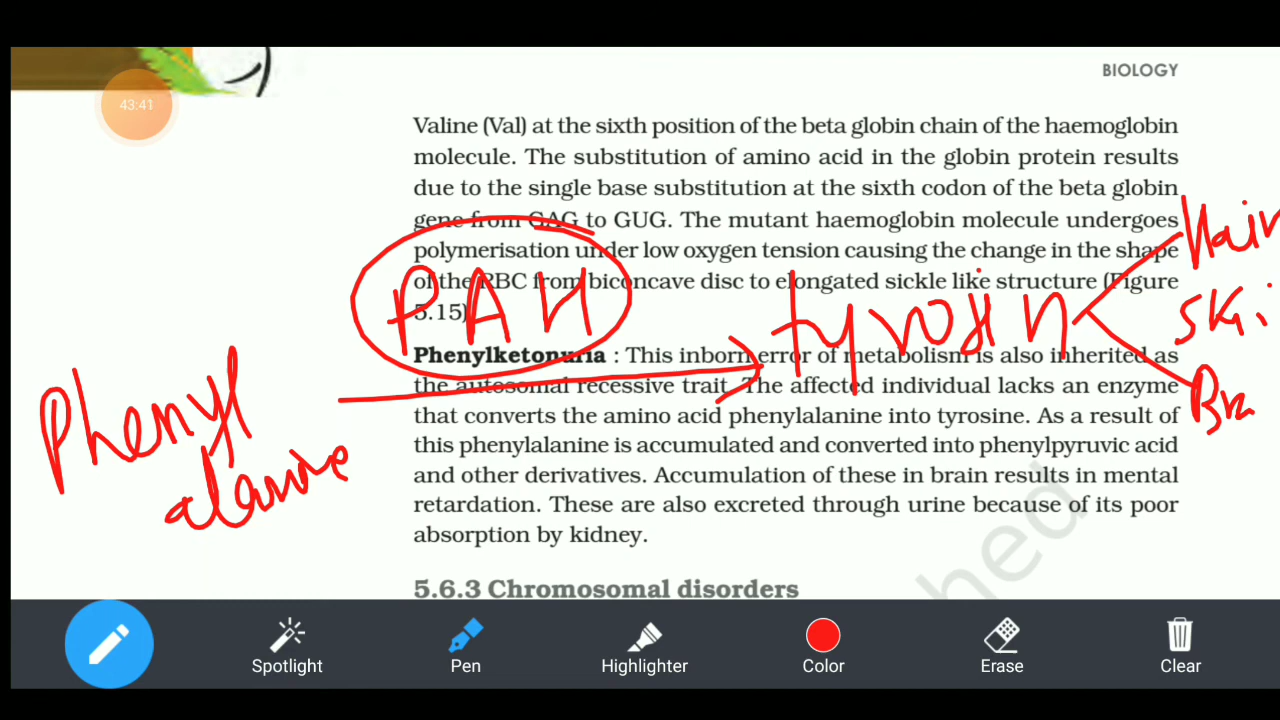 43:41
BIOLOGY
Valine (Val) at the sixth position of the beta globin chain of the haemoglobin
molecule. The substitution of amino acid in the globin protein results
due to the single base substitution at the sixth codon of the beta globin
gene from GAG to GUG. The mutant haemoglobin molecule undergoes
polymerisation under low oxygen tension causing the change in the shape
of the RBC from biconcave disc to elongated sickle like structure (Figure
5.15).
Phenylketonuria : This inborn error of metabolism is also inherited as
the autosomal recessive trait. The affected individual lacks an enzyme
that converts the amino acid phenylalanine into tyrosine. As a result of
this phenylalanine is accumulated and converted into phenylpyruvic acid
and other derivatives. Accumulation of these in brain results in mental
retardation. These are also excreted through urine because of its poor
absorption by kidney.
5.6.3 Chromosomal disorders
Phenyl
alanine
PAH
tyrosin
Hair
Ski
Bra
hed
Spotlight
Pen
Highlighter
Color
Erase
Clear